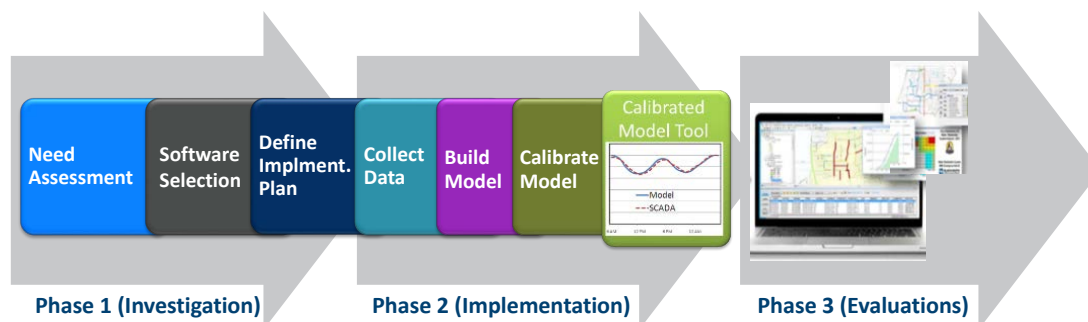 Need
Assessment
Software
Selection
Define
Implment.
Plan
Collect
Data
Build
Model
Calibrate
Model
Calibrated
Model Tool
Model
SCADA
Phase 1 (Investigation)
Phase 2 (Implementation)
Phase 3 (Evaluations)